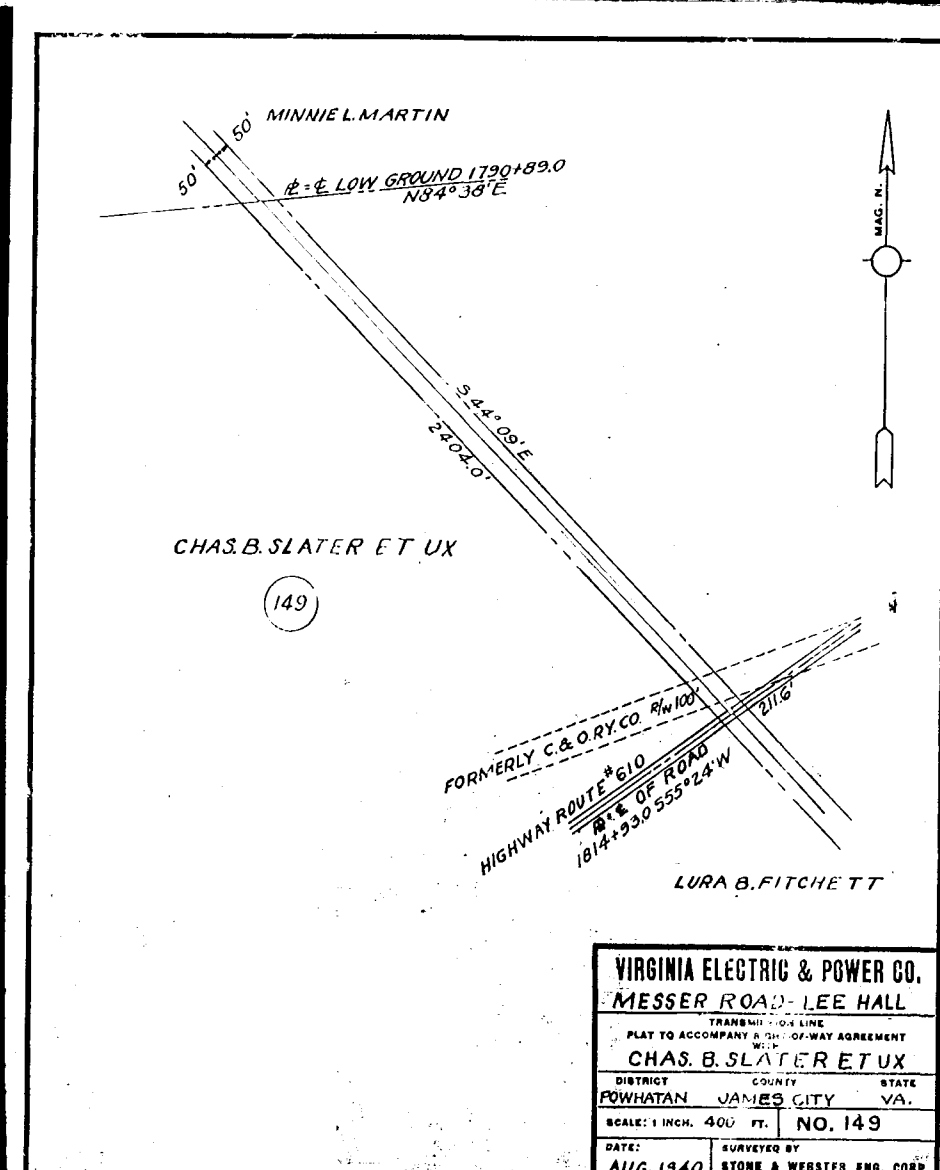 MINNIE L. MARTIN
50'
50'
⅊ = ℄ LOW GROUND 1790+89.0
N84°38'E
MAG. N.
S 44° 09' E
2404.0'
CHAS. B. SLATER ET UX
149
FORMERLY C. & O. RY. CO. R/W 100'
211.6'
HIGHWAY ROUTE #610
℄ OF ROAD
1814+93.0 S55°24'W
LURA B. FITCHETT
VIRGINIA ELECTRIC & POWER CO.
MESSER ROAD - LEE HALL
TRANSMISSION LINE
PLAT TO ACCOMPANY RIGHT-OF-WAY AGREEMENT
WITH
CHAS. B. SLATER ET UX
DISTRICT COUNTY STATE
POWHATAN JAMES CITY VA.
SCALE: 1 INCH. 400 FT. NO. 149
DATE: SURVEYED BY
AUG. 1940 STONE & WEBSTER ENG. CORP